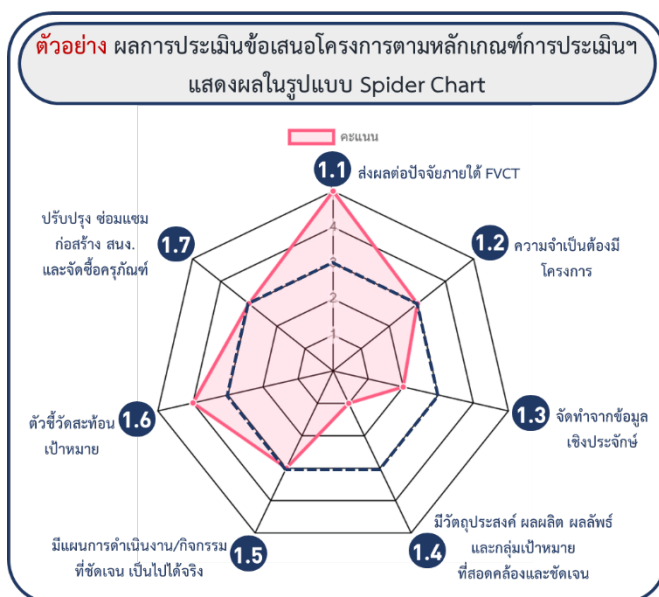 ตัวอย่าง ผลการประเมินข้อเสนอโครงการตามหลักเกณฑ์การประเมินฯ
แสดงผลในรูปแบบ Spider Chart
คะแนน
1.1 ส่งผลต่อปัจจัยภายใต้ FVCT
1.2 ความจำเป็นต้องมี
โครงการ
1.3 จัดทำจากข้อมูล
เชิงประจักษ์
1.4 มีวัตถุประสงค์ ผลผลิต ผลลัพธ์
และกลุ่มเป้าหมาย
ที่สอดคล้องและชัดเจน
1.5 มีแผนการดำเนินงาน/กิจกรรม
ที่ชัดเจน เป็นไปได้จริง
1.6 ตัวชี้วัดสะท้อน
เป้าหมาย
1.7 ปรับปรุง ซ่อมแซม
ก่อสร้าง สนง.
และจัดซื้อครุภัณฑ์
4
3
2
1